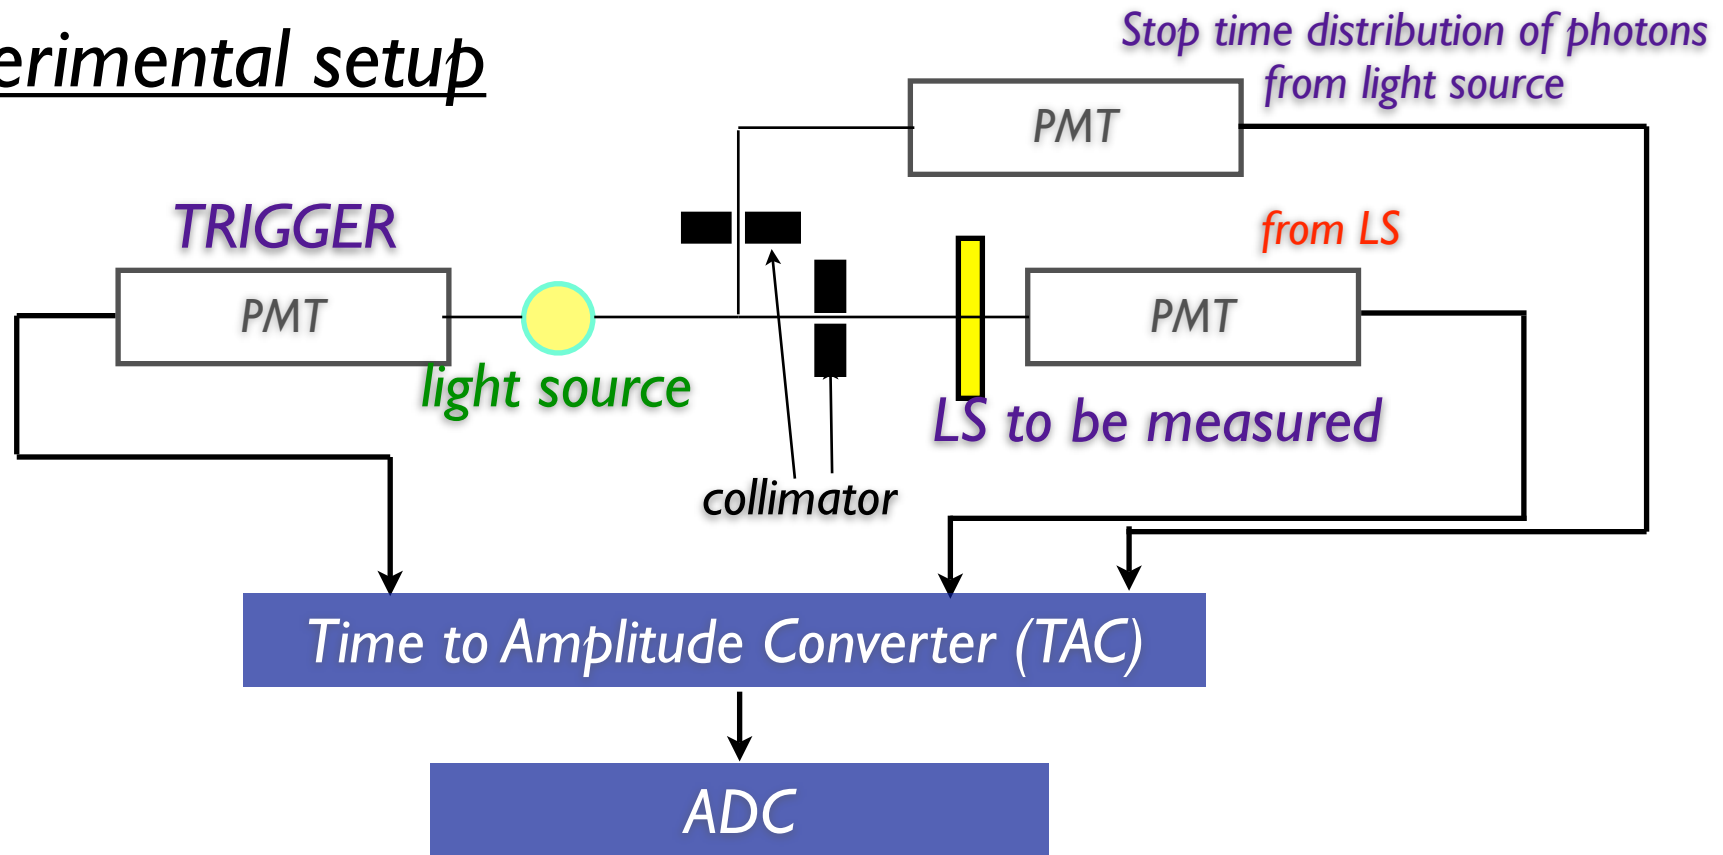 erimental setup
Stop time distribution of photons
from light source
PMT
TRIGGER
from LS
PMT
PMT
light source
LS to be measured
collimator
Time to Amplitude Converter (TAC)
ADC